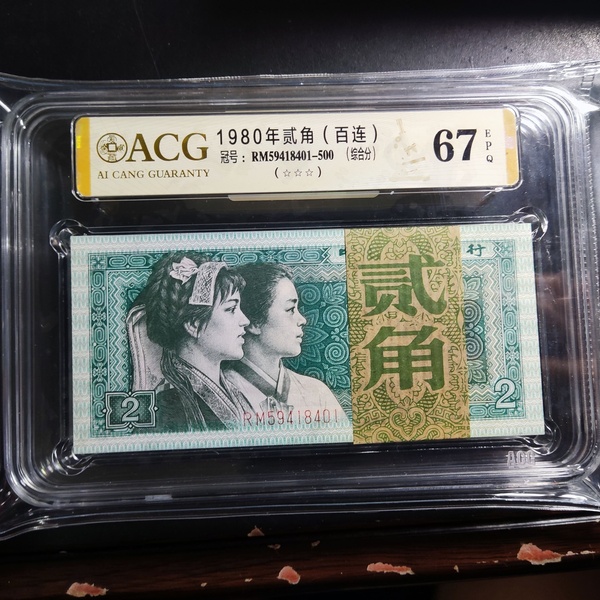 ACG
AI CANG GUARANTY
1980年贰角（百连）
冠号：RM59418401-500 （综合分）
（☆☆☆）
67
EPQ
行
贰角
2
RM59418401
2
ACG